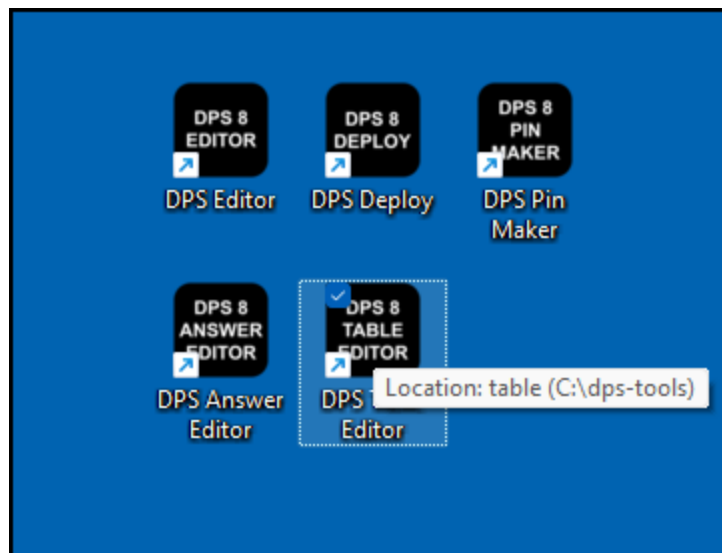 DPS 8
EDITOR
DPS Editor
DPS 8
DEPLOY
DPS Deploy
DPS 8
PIN
MAKER
DPS Pin
Maker
DPS 8
ANSWER
EDITOR
DPS Answer
Editor
DPS 8
TABLE
EDITOR
DPS
Editor
Location: table (C:\dps-tools)